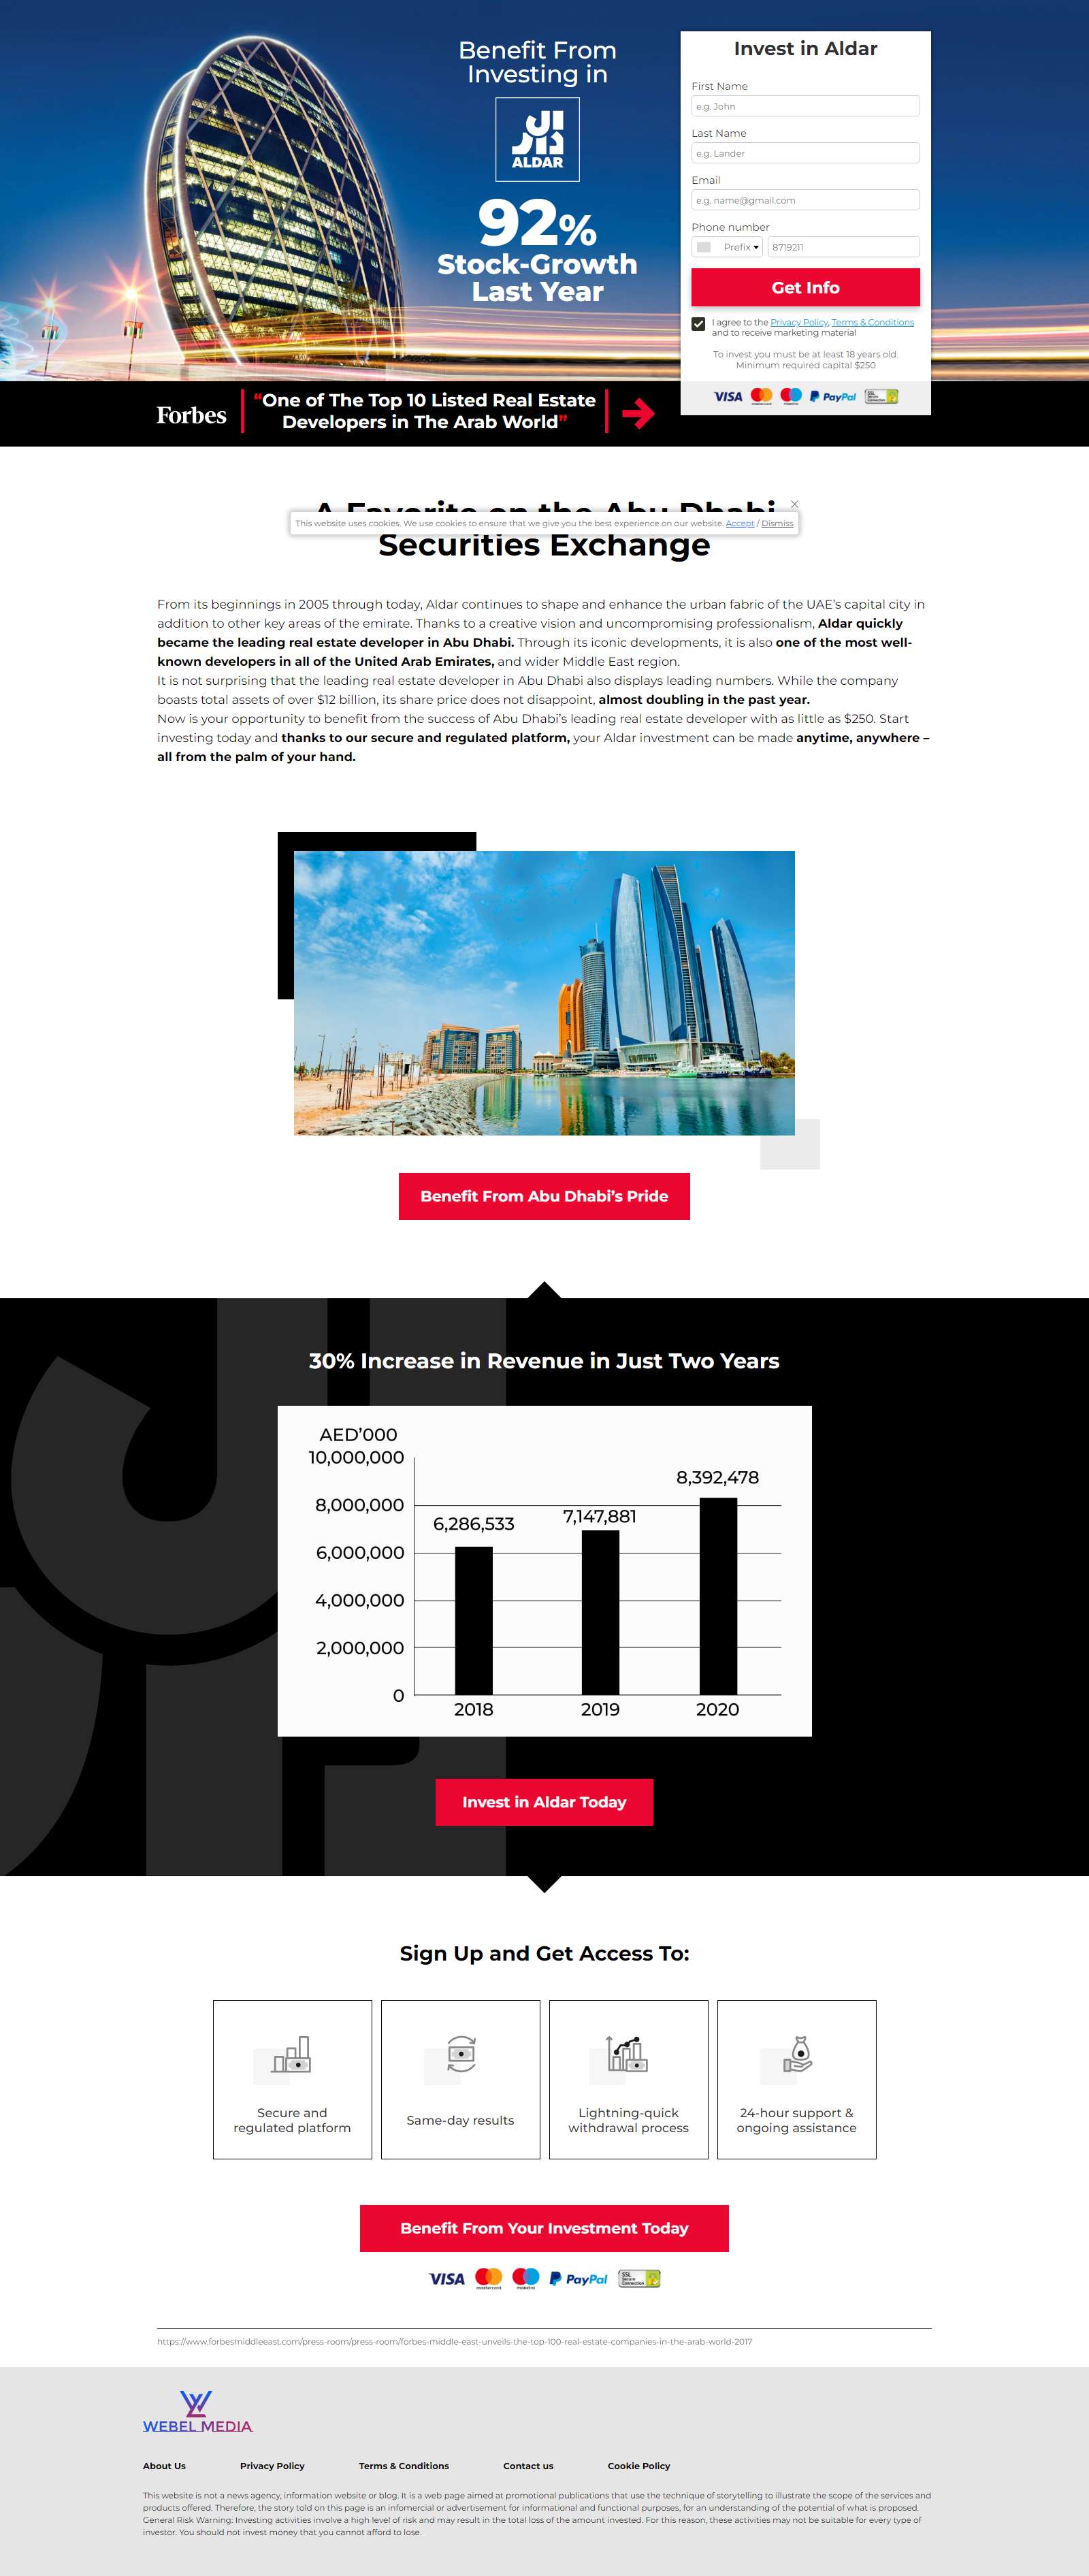 Benefit From
Investing in
ALDAR
92%
Stock-Growth
Last Year
Invest in Aldar
First Name
e.g. John
Last Name
e.g. Lander
Email
e.g. name@gmail.com
Phone number
Prefix
8719211
Get Info
I agree to the Privacy Policy, Terms & Conditions
and to receive marketing material
To invest you must be at least 18 years old.
Minimum required capital $250
VISA mastercard maestro PayPal SSL Secure Connection
Forbes
"One of The Top 10 Listed Real Estate
Developers in The Arab World"
A Favorite on the Abu Dhabi
This website uses cookies. We use cookies to ensure that we give you the best experience on our website. Accept / Dismiss
Securities Exchange
From its beginnings in 2005 through today, Aldar continues to shape and enhance the urban fabric of the UAE's capital city in
addition to other key areas of the emirate. Thanks to a creative vision and uncompromising professionalism, Aldar quickly
became the leading real estate developer in Abu Dhabi. Through its iconic developments, it is also one of the most well-
known developers in all of the United Arab Emirates, and wider Middle East region.
It is not surprising that the leading real estate developer in Abu Dhabi also displays leading numbers. While the company
boasts total assets of over $12 billion, its share price does not disappoint, almost doubling in the past year.
Now is your opportunity to benefit from the success of Abu Dhabi's leading real estate developer with as little as $250. Start
investing today and thanks to our secure and regulated platform, your Aldar investment can be made anytime, anywhere –
all from the palm of your hand.
Benefit From Abu Dhabi's Pride
30% Increase in Revenue in Just Two Years
AED'000
10,000,000
8,000,000
6,000,000
4,000,000
2,000,000
0
6,286,533
7,147,881
8,392,478
2018
2019
2020
Invest in Aldar Today
Sign Up and Get Access To:
Secure and
regulated platform
Same-day results
Lightning-quick
withdrawal process
24-hour support &
ongoing assistance
Benefit From Your Investment Today
VISA mastercard maestro PayPal SSL Secure Connection
https://www.forbesmiddleeast.com/press-room/press-room/forbes-middle-east-unveils-the-top-100-real-estate-companies-in-the-arab-world-2017
WEBEL MEDIA
About Us
Privacy Policy
Terms & Conditions
Contact us
Cookie Policy
This website is not a news agency, information website or blog. It is a web page aimed at promotional publications that use the technique of storytelling to illustrate the scope of the services and
products offered. Therefore, the story told on this page is an infomercial or advertisement for informational and functional purposes, for an understanding of the potential of what is proposed.
General Risk Warning: Investing activities involve a high level of risk and may result in the total loss of the amount invested. For this reason, these activities may not be suitable for every type of
investor. You should not invest money that you cannot afford to lose.